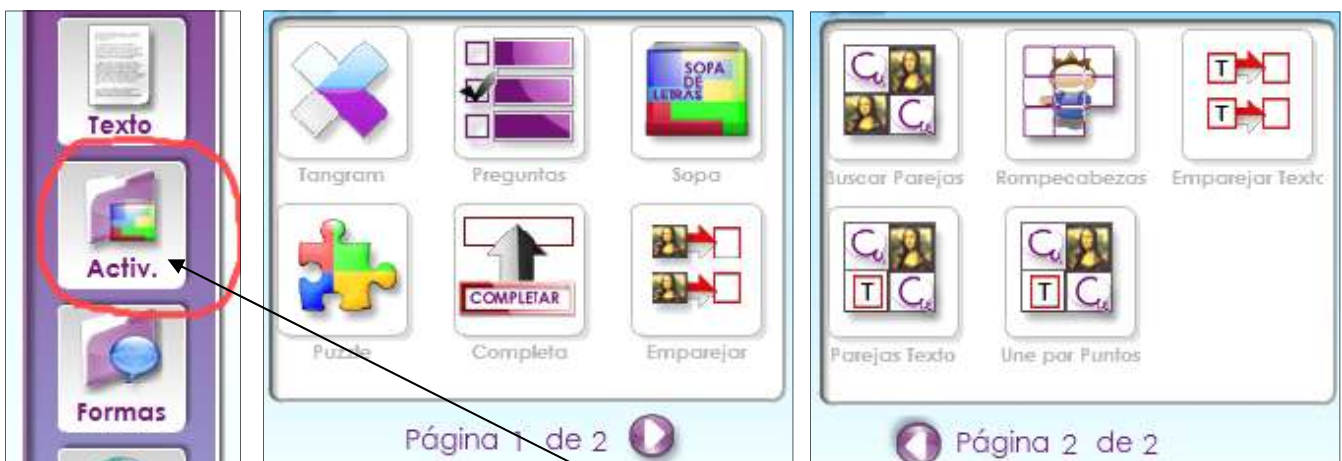 Texto
Activ.
Formas
SOPA
DE
LETRAS
Tangram Preguntas Sopa
COMPLETAR
Puzzle Completa Emparejar
Página 1 de 2
T
T
Buscar Parejas Rompecabezas Emparejar Texto
T T
Parejas Texto Une por Puntos
Página 2 de 2